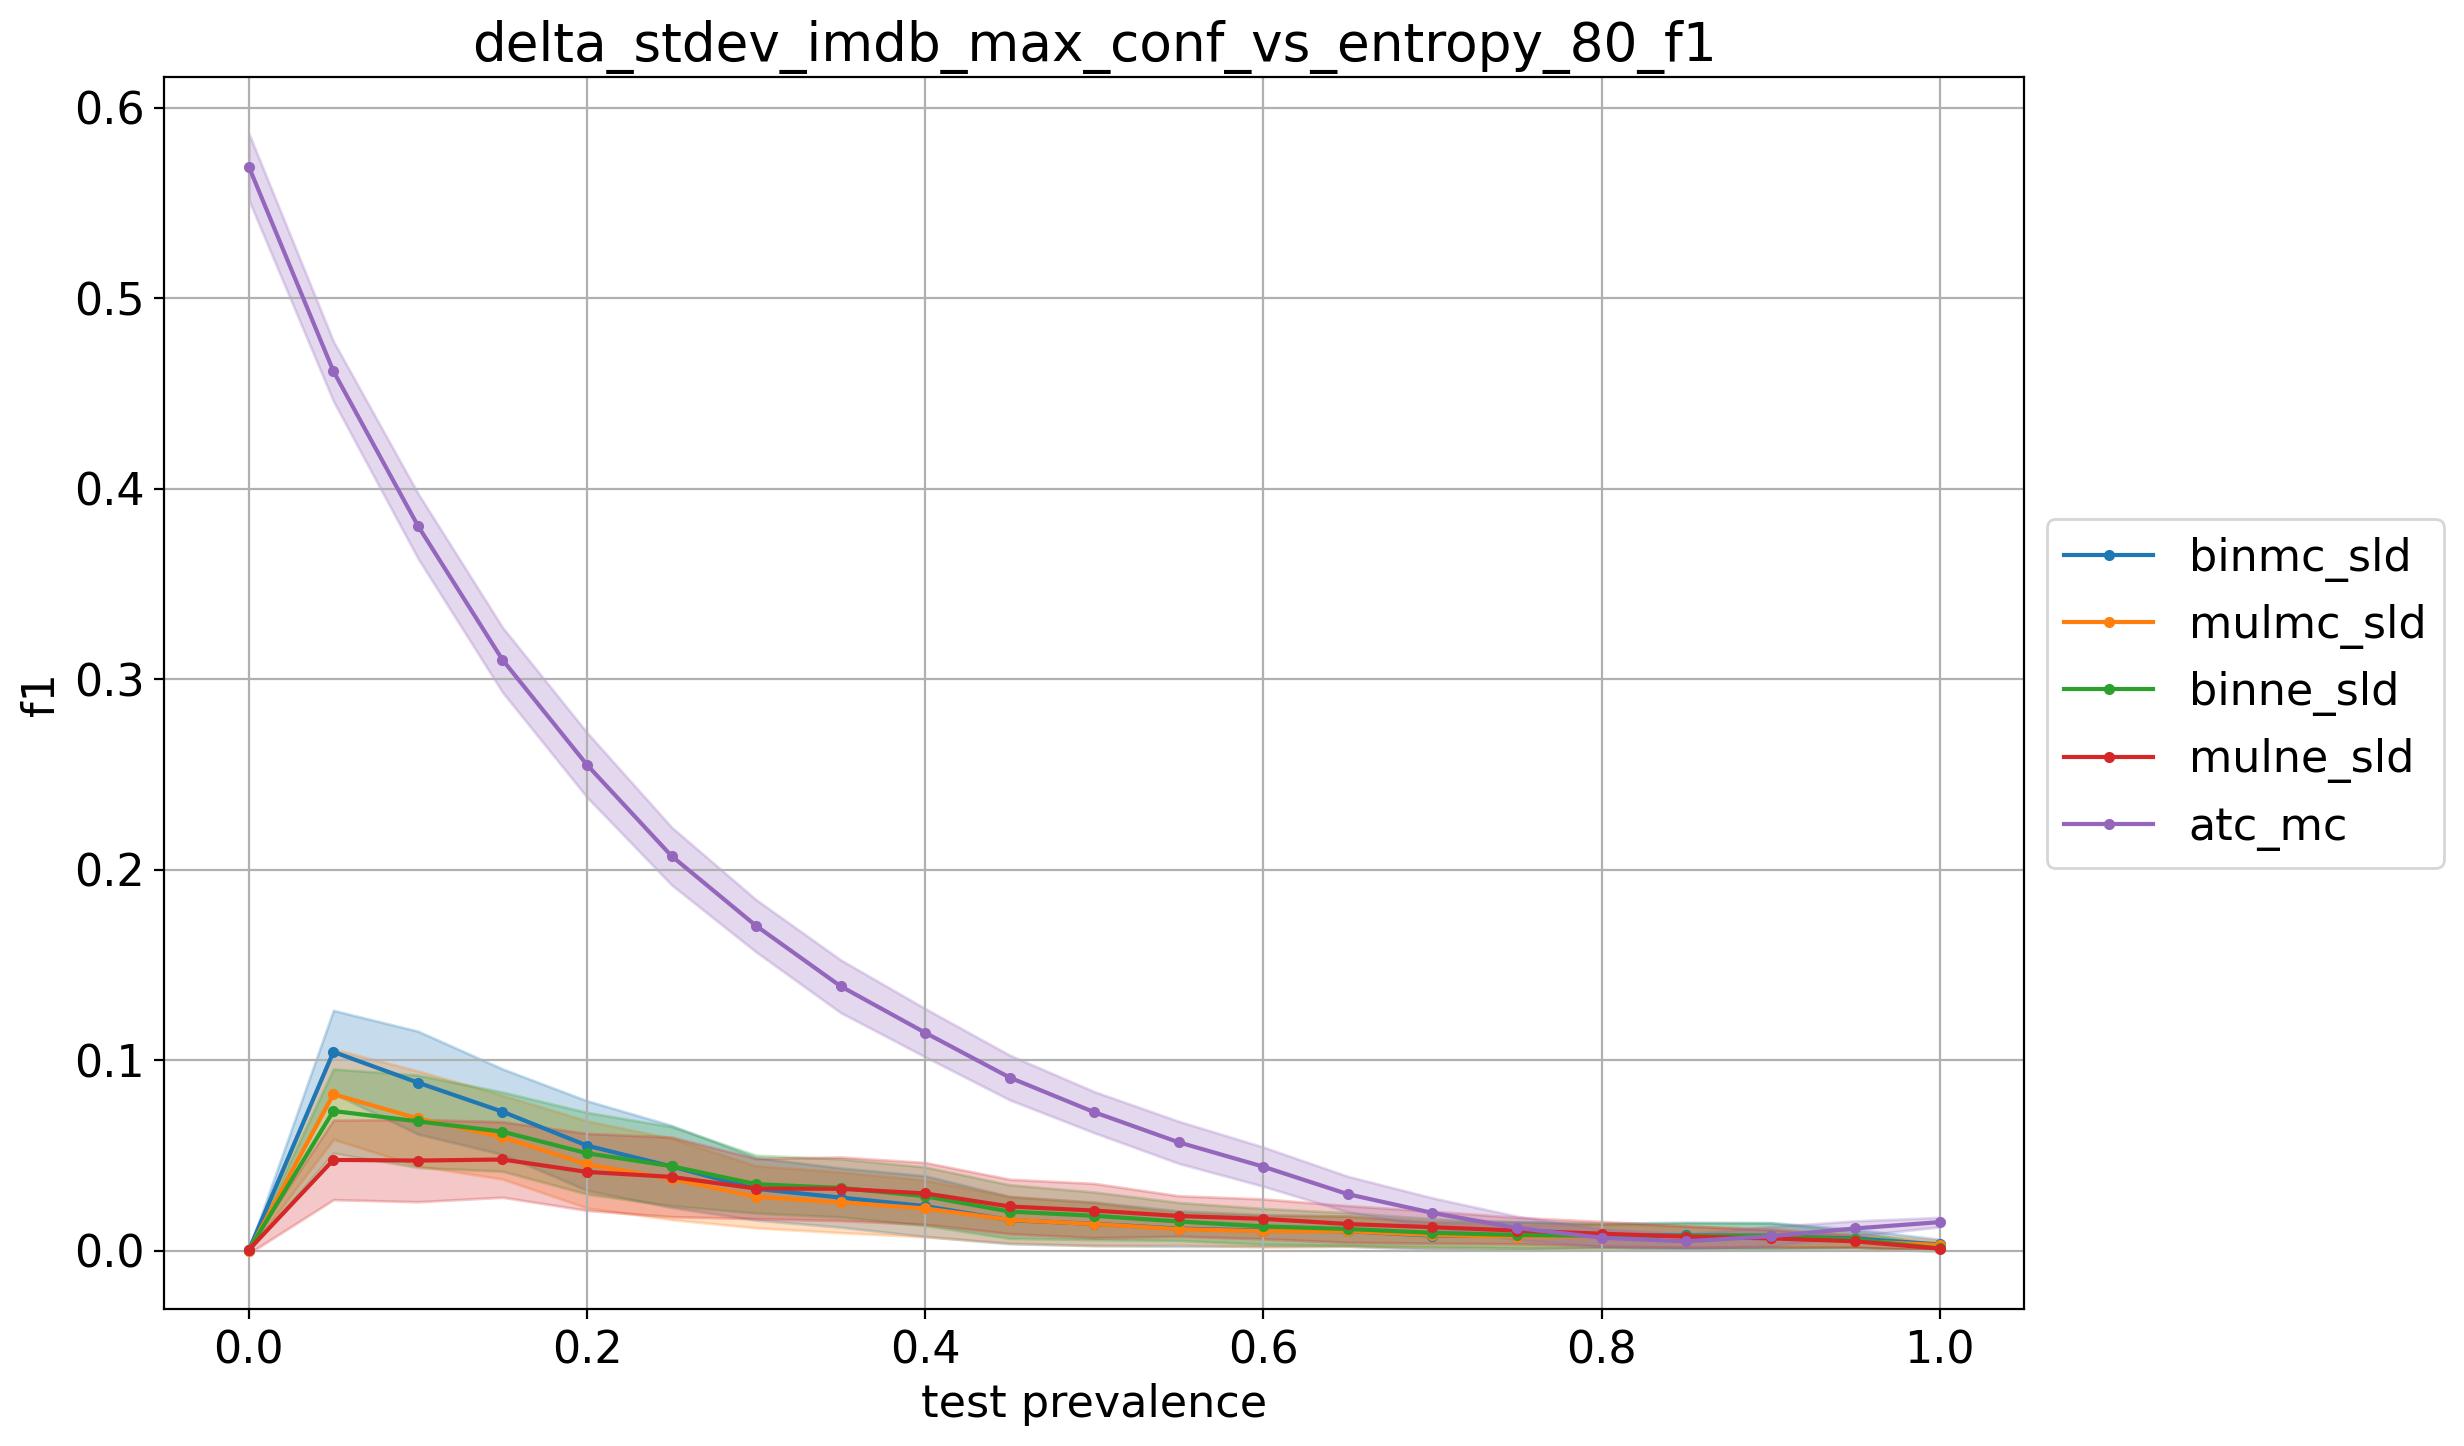 delta_stdev_imdb_max_conf_vs_entropy_80_f1
0.6
0.5
0.4
0.3
0.2
0.1
0.0
f1
0.0 0.2 0.4 0.6 0.8 1.0
test prevalence
binmc_sld
mulmc_sld
binne_sld
mulne_sld
atc_mc